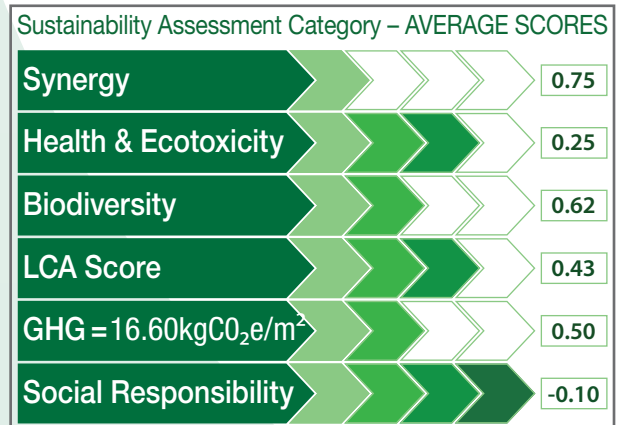 Sustainability Assessment Category – AVERAGE SCORES
Synergy 0.75
Health & Ecotoxicity 0.25
Biodiversity 0.62
LCA Score 0.43
GHG = 16.60kgC0₂e/m² 0.50
Social Responsibility -0.10